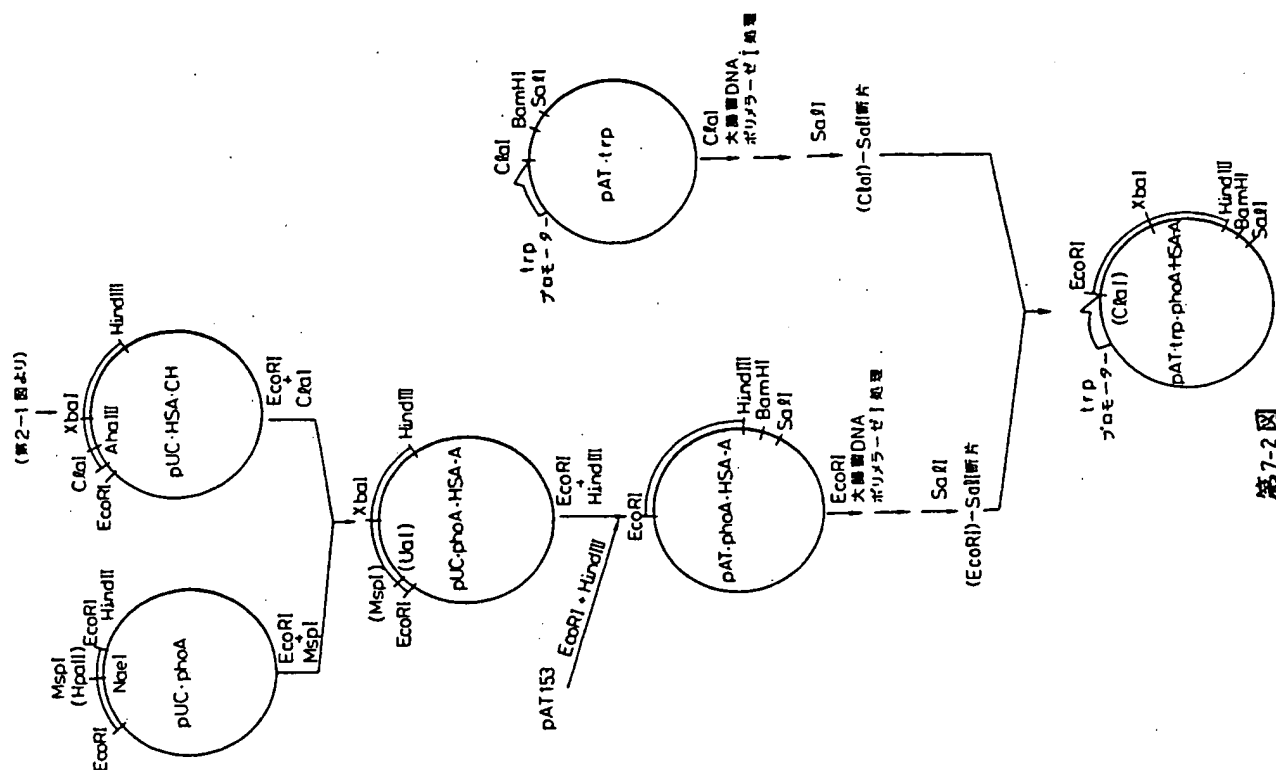 (第2-1図より)
MspI
(HpaII)
EcoRI
NaeI
EcoRI
HindIII
pUC·phoA
EcoRI
+
MspI
XbaI
ClaI
AhaIII
EcoRI
HindIII
pUC·HSA·CH
EcoRI
+
ClaI
XbaI
(MspI)
(UaI)
EcoRI
HindIII
pUC·phoA·HSA-A
EcoRI
+
HindIII
pAT153
EcoRI + HindIII
EcoRI
HindIII
BamHI
SalI
pAT·phoA·HSA·A
EcoRI
大腸菌DNA
ポリメラーゼI処理
SalI
(EcoRI)-SalI断片
trp
プロモーター
ClaI
BamHI
SalI
pAT·trp
ClaI
大腸菌DNA
ポリメラーゼI処理
SalI
(ClaI)-SalI断片
trp
プロモーター
EcoRI
(ClaI)
XbaI
HindIII
BamHI
SalI
pAT·trp·phoA+HSA-A
第7-2図